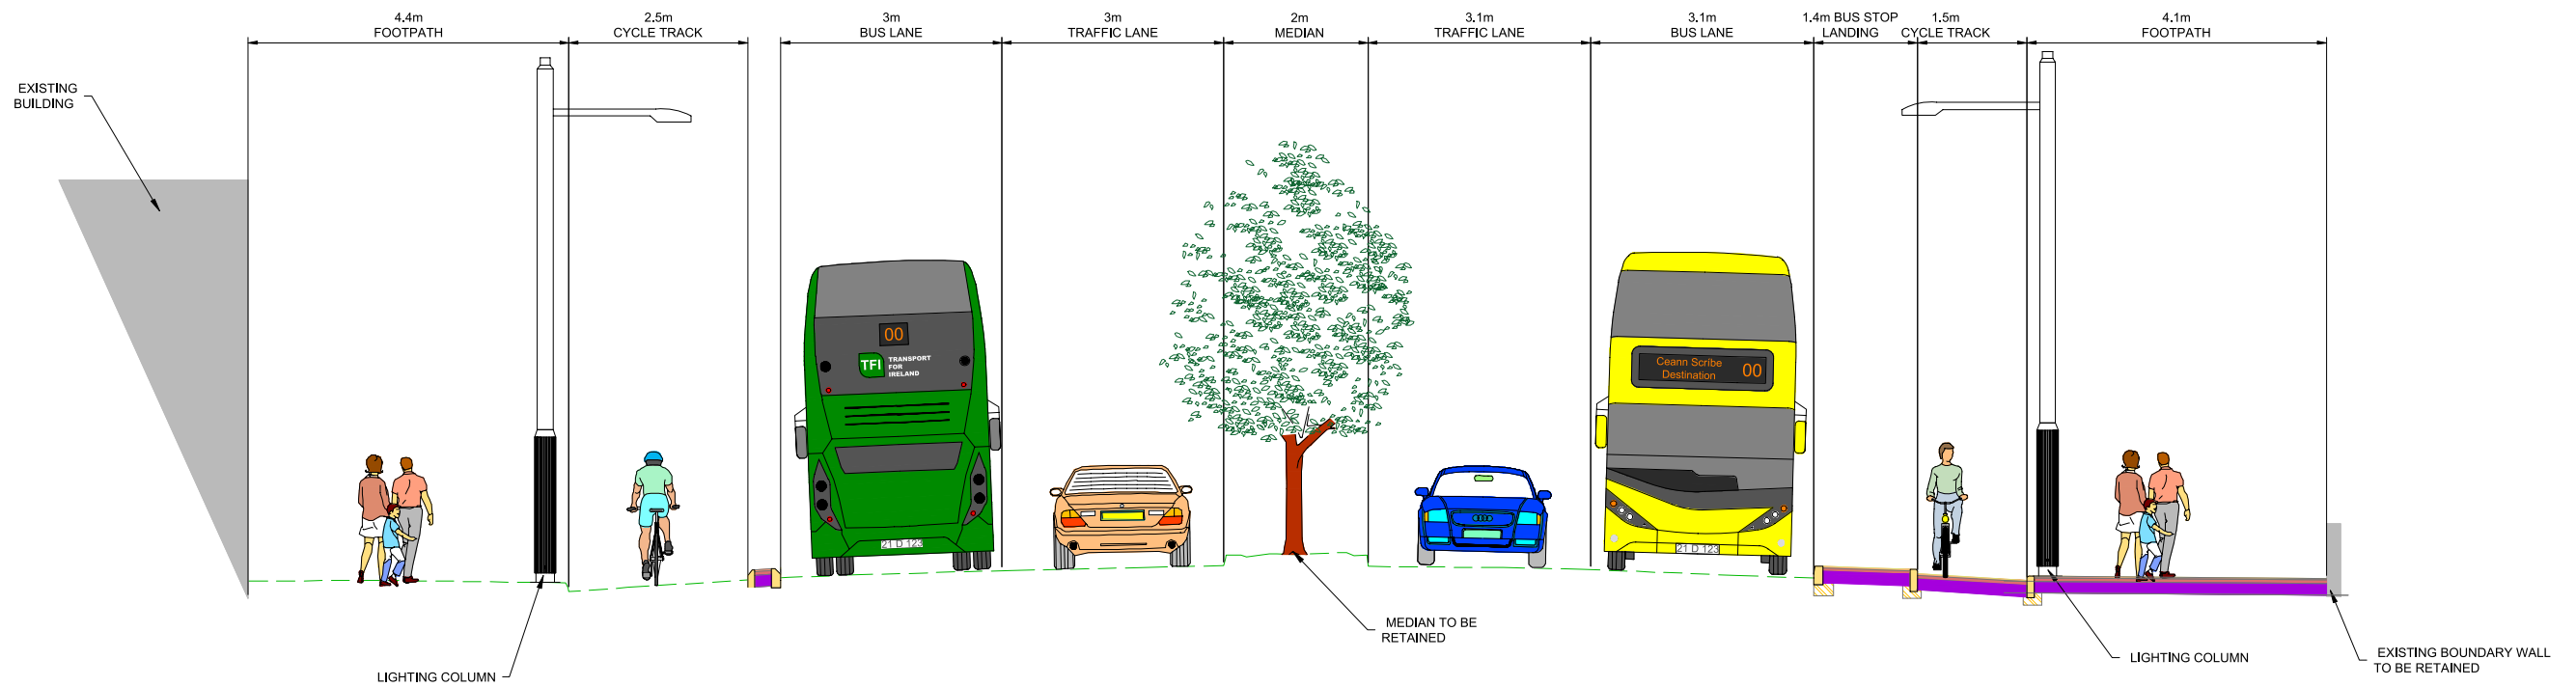 4.4m
FOOTPATH
2.5m
CYCLE TRACK
3m
BUS LANE
3m
TRAFFIC LANE
2m
MEDIAN
3.1m
TRAFFIC LANE
3.1m
BUS LANE
1.4m BUS STOP
LANDING
1.5m
CYCLE TRACK
4.1m
FOOTPATH
EXISTING
BUILDING
00
TFI
TRANSPORT
FOR
IRELAND
21 D 123
Ceann Scribe
Destination
00
21 D 123
MEDIAN TO BE
RETAINED
LIGHTING COLUMN
LIGHTING COLUMN
EXISTING BOUNDARY WALL
TO BE RETAINED